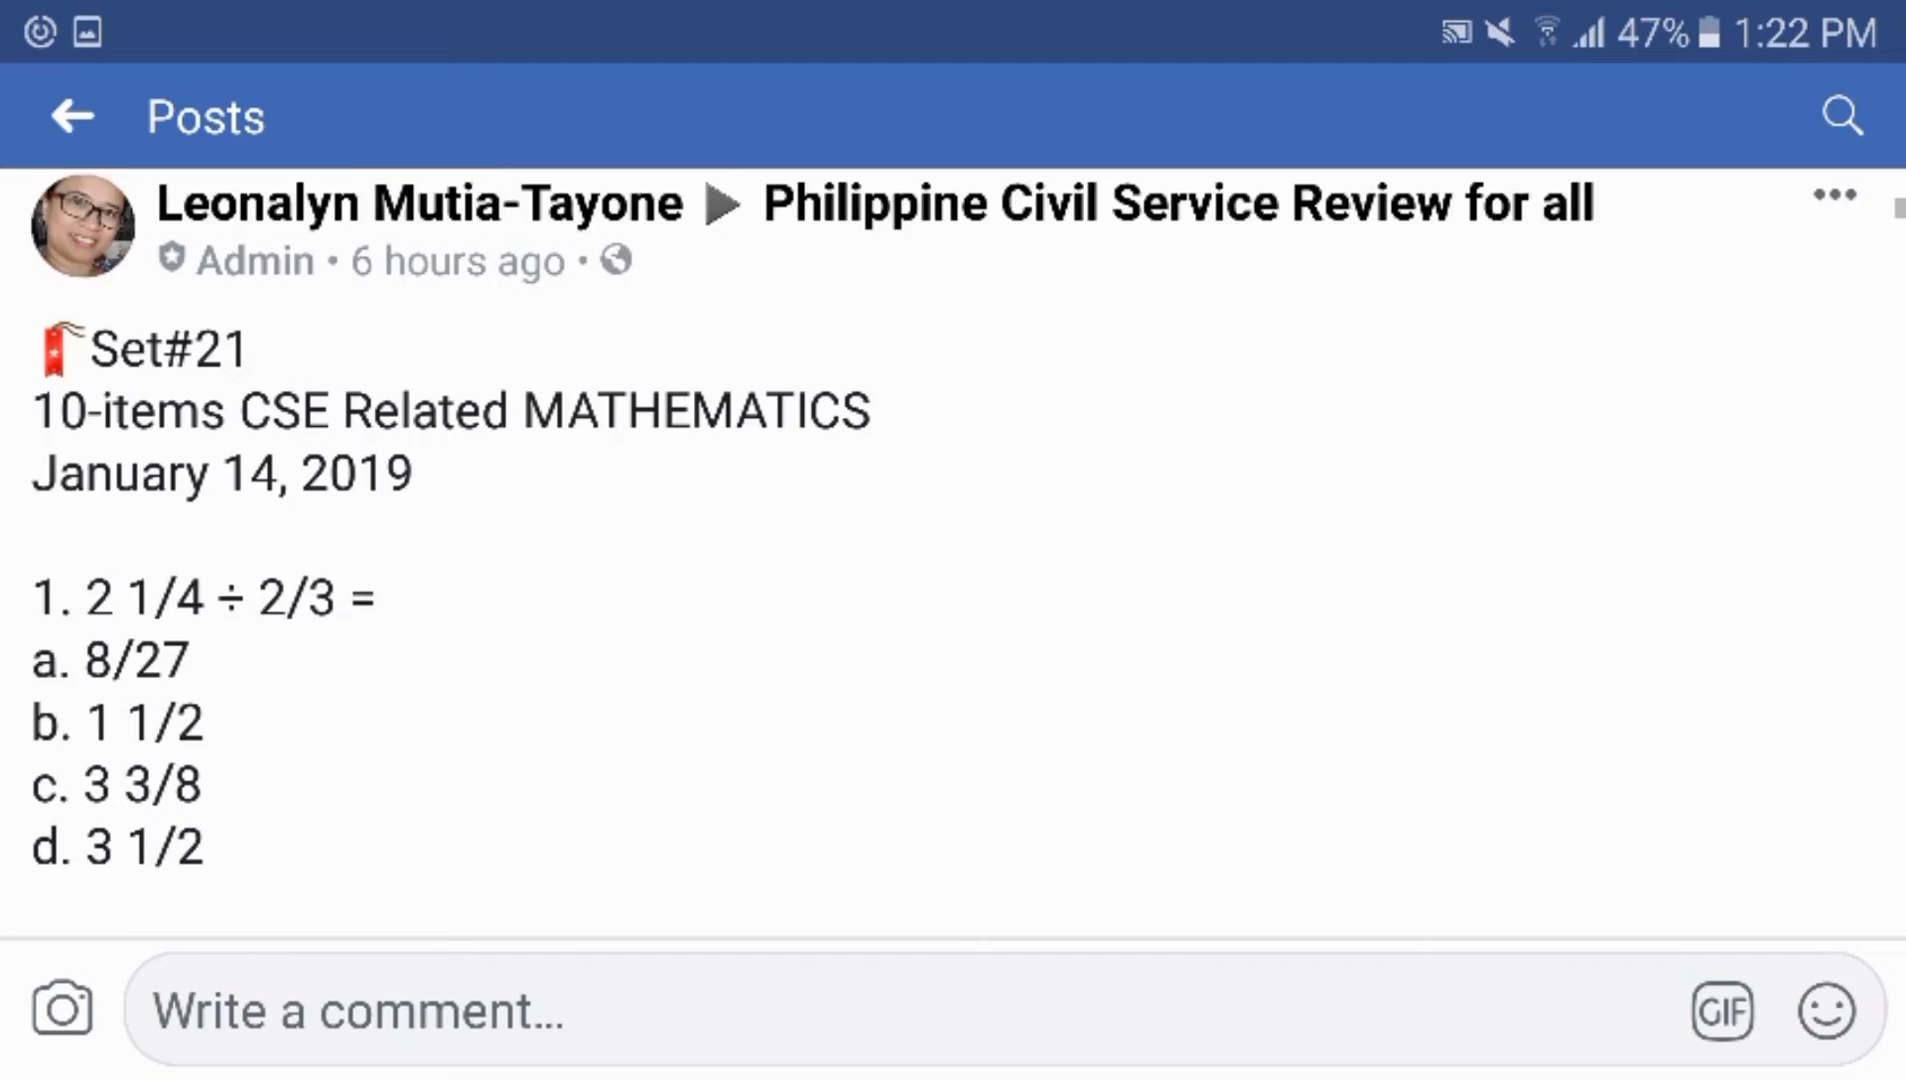 47% 1:22 PM
Posts
Leonalyn Mutia-Tayone ▶ Philippine Civil Service Review for all
Admin • 6 hours ago •
Set#21
10-items CSE Related MATHEMATICS
January 14, 2019
1. 2 1/4 ÷ 2/3 =
a. 8/27
b. 1 1/2
c. 3 3/8
d. 3 1/2
Write a comment...
GIF